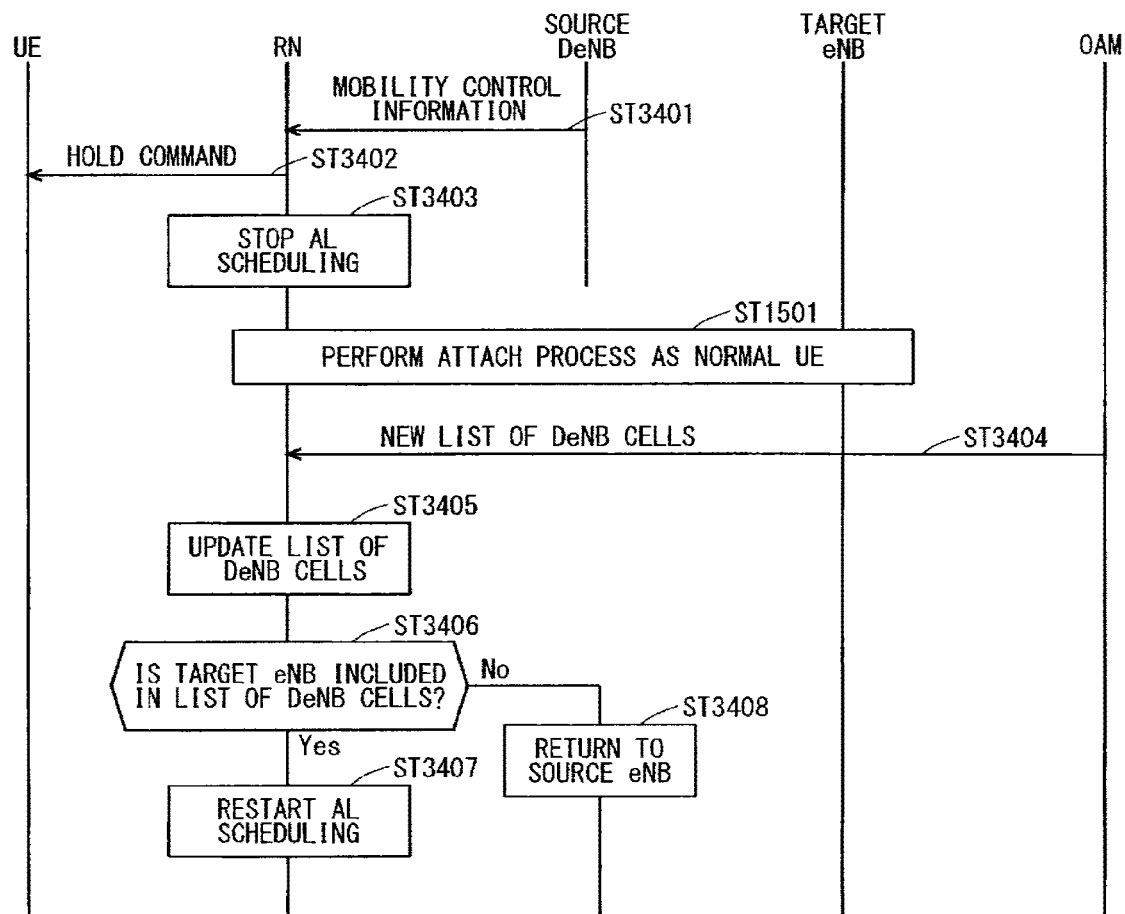 UE
RN
SOURCE
DeNB
TARGET
eNB
OAM
MOBILITY CONTROL
INFORMATION
ST3401
HOLD COMMAND
ST3402
ST3403
STOP AL
SCHEDULING
ST1501
PERFORM ATTACH PROCESS AS NORMAL UE
NEW LIST OF DeNB CELLS
ST3404
ST3405
UPDATE LIST OF
DeNB CELLS
ST3406
IS TARGET eNB INCLUDED
IN LIST OF DeNB CELLS?
No
ST3408
RETURN TO
SOURCE eNB
Yes
ST3407
RESTART AL
SCHEDULING